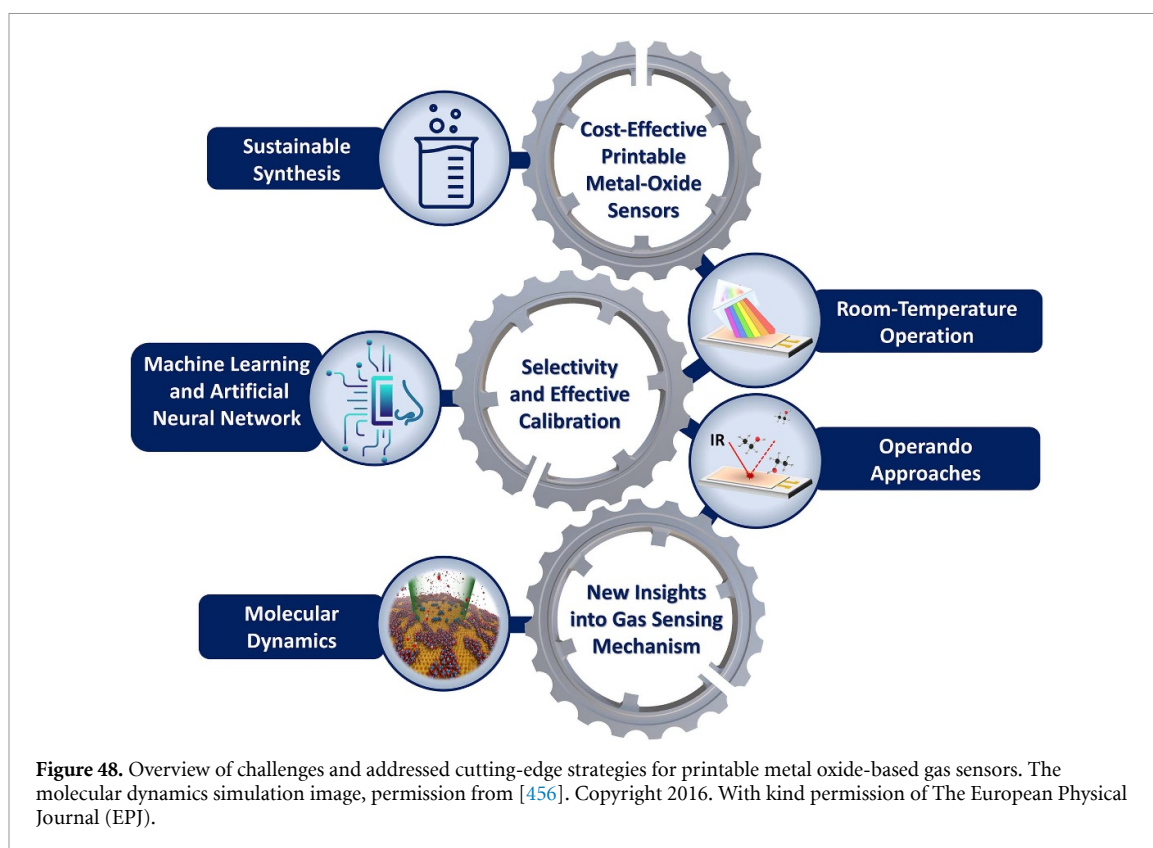 Sustainable
Synthesis
Cost-Effective
Printable
Metal-Oxide
Sensors
Room-Temperature
Operation
Machine Learning
and Artificial
Neural Network
Selectivity
and Effective
Calibration
IR
Operando
Approaches
Molecular
Dynamics
New Insights
into Gas Sensing
Mechanism
Figure 48. Overview of challenges and addressed cutting-edge strategies for printable metal oxide-based gas sensors. The
molecular dynamics simulation image, permission from [456]. Copyright 2016. With kind permission of The European Physical
Journal (EPJ).